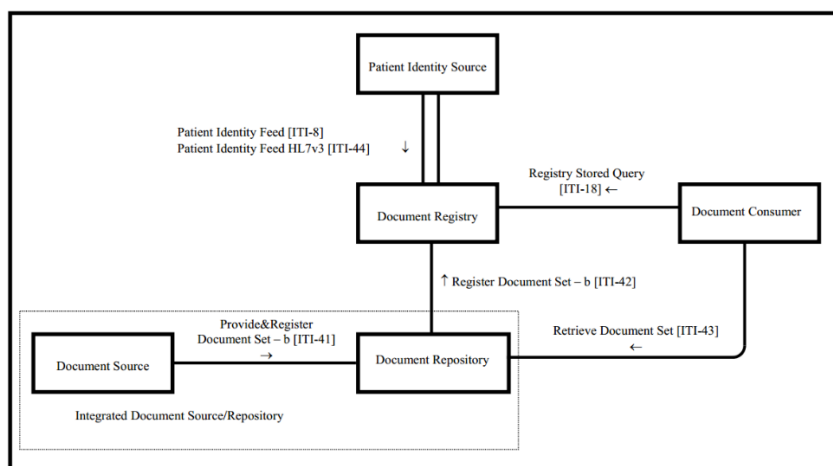 Patient Identity Source
Patient Identity Feed [ITI-8]
Patient Identity Feed HL7v3 [ITI-44] ↓
Registry Stored Query
[ITI-18] ←
Document Registry
Document Consumer
↑ Register Document Set – b [ITI-42]
Provide&Register
Document Set – b [ITI-41]
→
Retrieve Document Set [ITI-43]
←
Document Source
Document Repository
Integrated Document Source/Repository